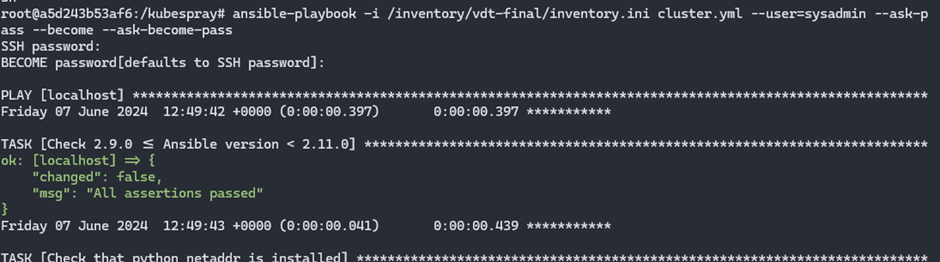 root@a5d243b53af6:/kubespray# ansible-playbook -i /inventory/vdt-final/inventory.ini cluster.yml --user=sysadmin --ask-p
ass --become --ask-become-pass
SSH password:
BECOME password[defaults to SSH password]:
PLAY [localhost] *****************************************************************************************************
Friday 07 June 2024  12:49:42 +0000 (0:00:00.397)       0:00:00.397 ***********
TASK [Check 2.9.0 ≤ Ansible version < 2.11.0] ************************************************************************
ok: [localhost] ⇒ {
    "changed": false,
    "msg": "All assertions passed"
}
Friday 07 June 2024  12:49:43 +0000 (0:00:00.041)       0:00:00.439 ***********
TASK [Check that python netaddr is installed] *************************************************************************